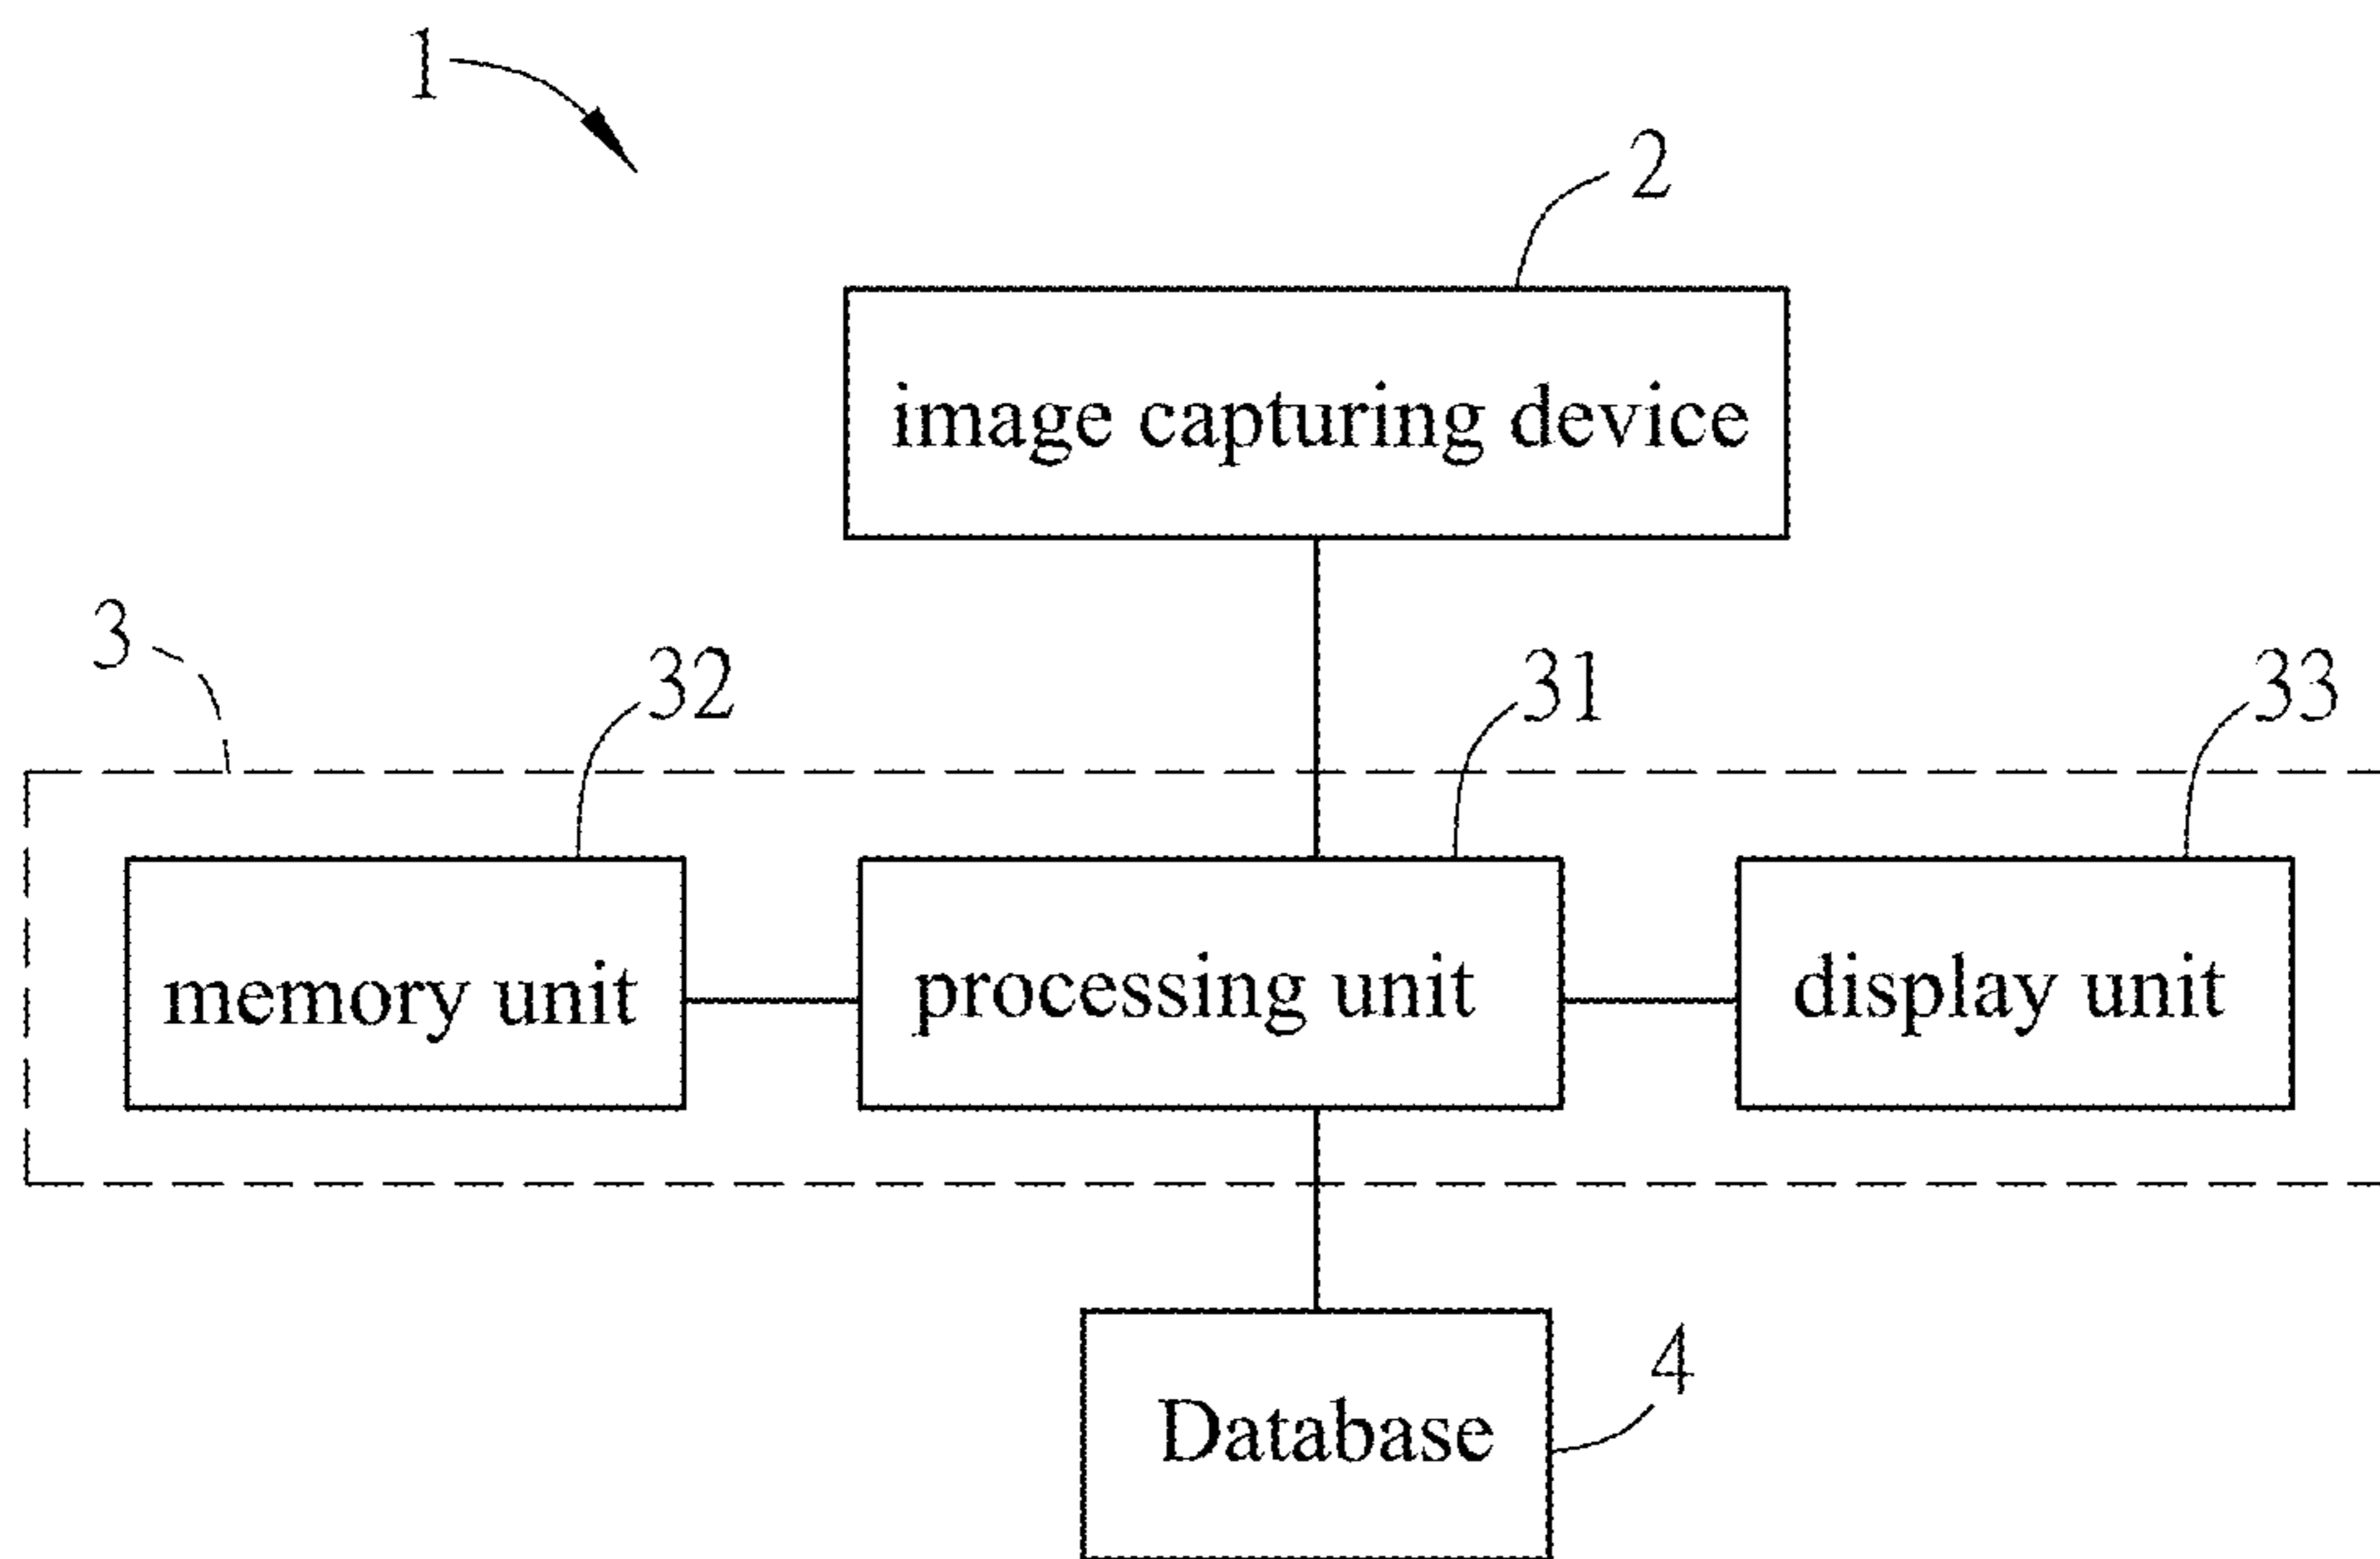 1
2
image capturing device
3
32
31
33
memory unit
processing unit
display unit
4
Database